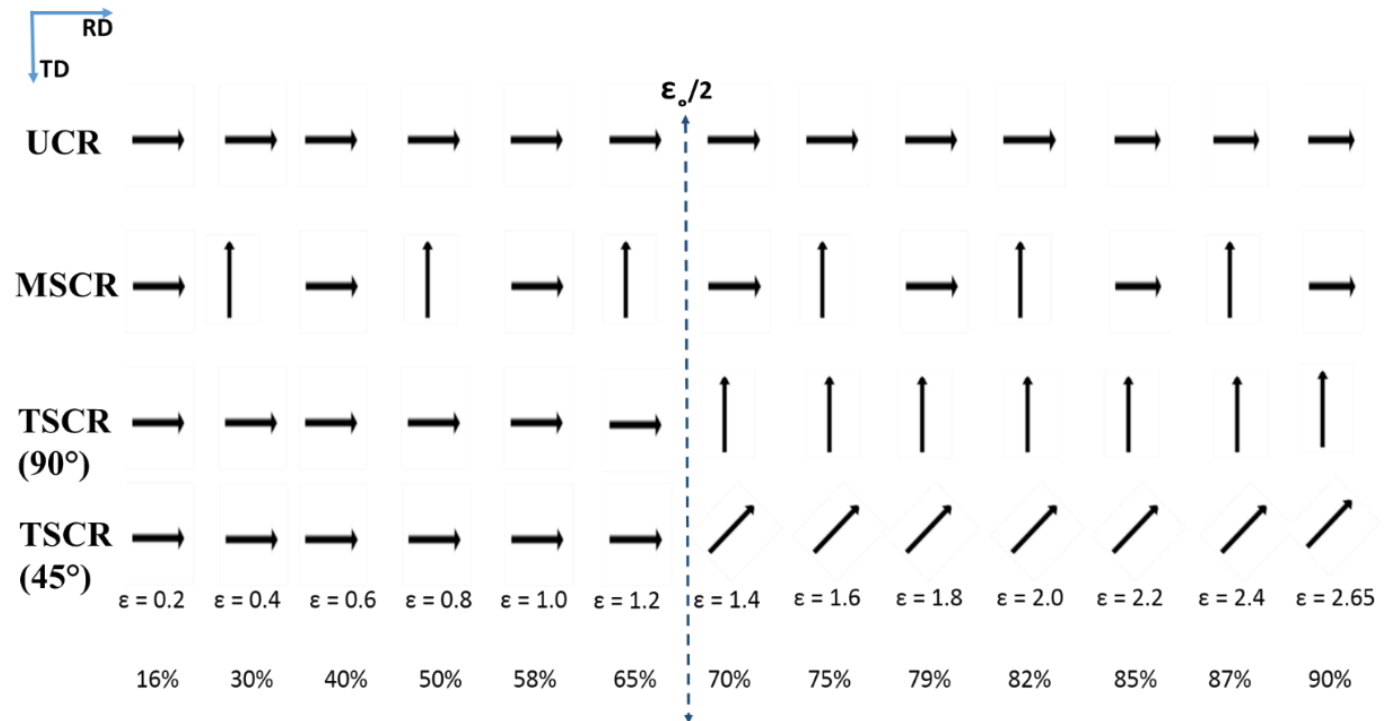 RD
TD
ε₀/2
UCR
MSCR
TSCR
(90°)
TSCR
(45°)
ε = 0.2 ε = 0.4 ε = 0.6 ε = 0.8 ε = 1.0 ε = 1.2 ε = 1.4 ε = 1.6 ε = 1.8 ε = 2.0 ε = 2.2 ε = 2.4 ε = 2.65
16% 30% 40% 50% 58% 65% 70% 75% 79% 82% 85% 87% 90%